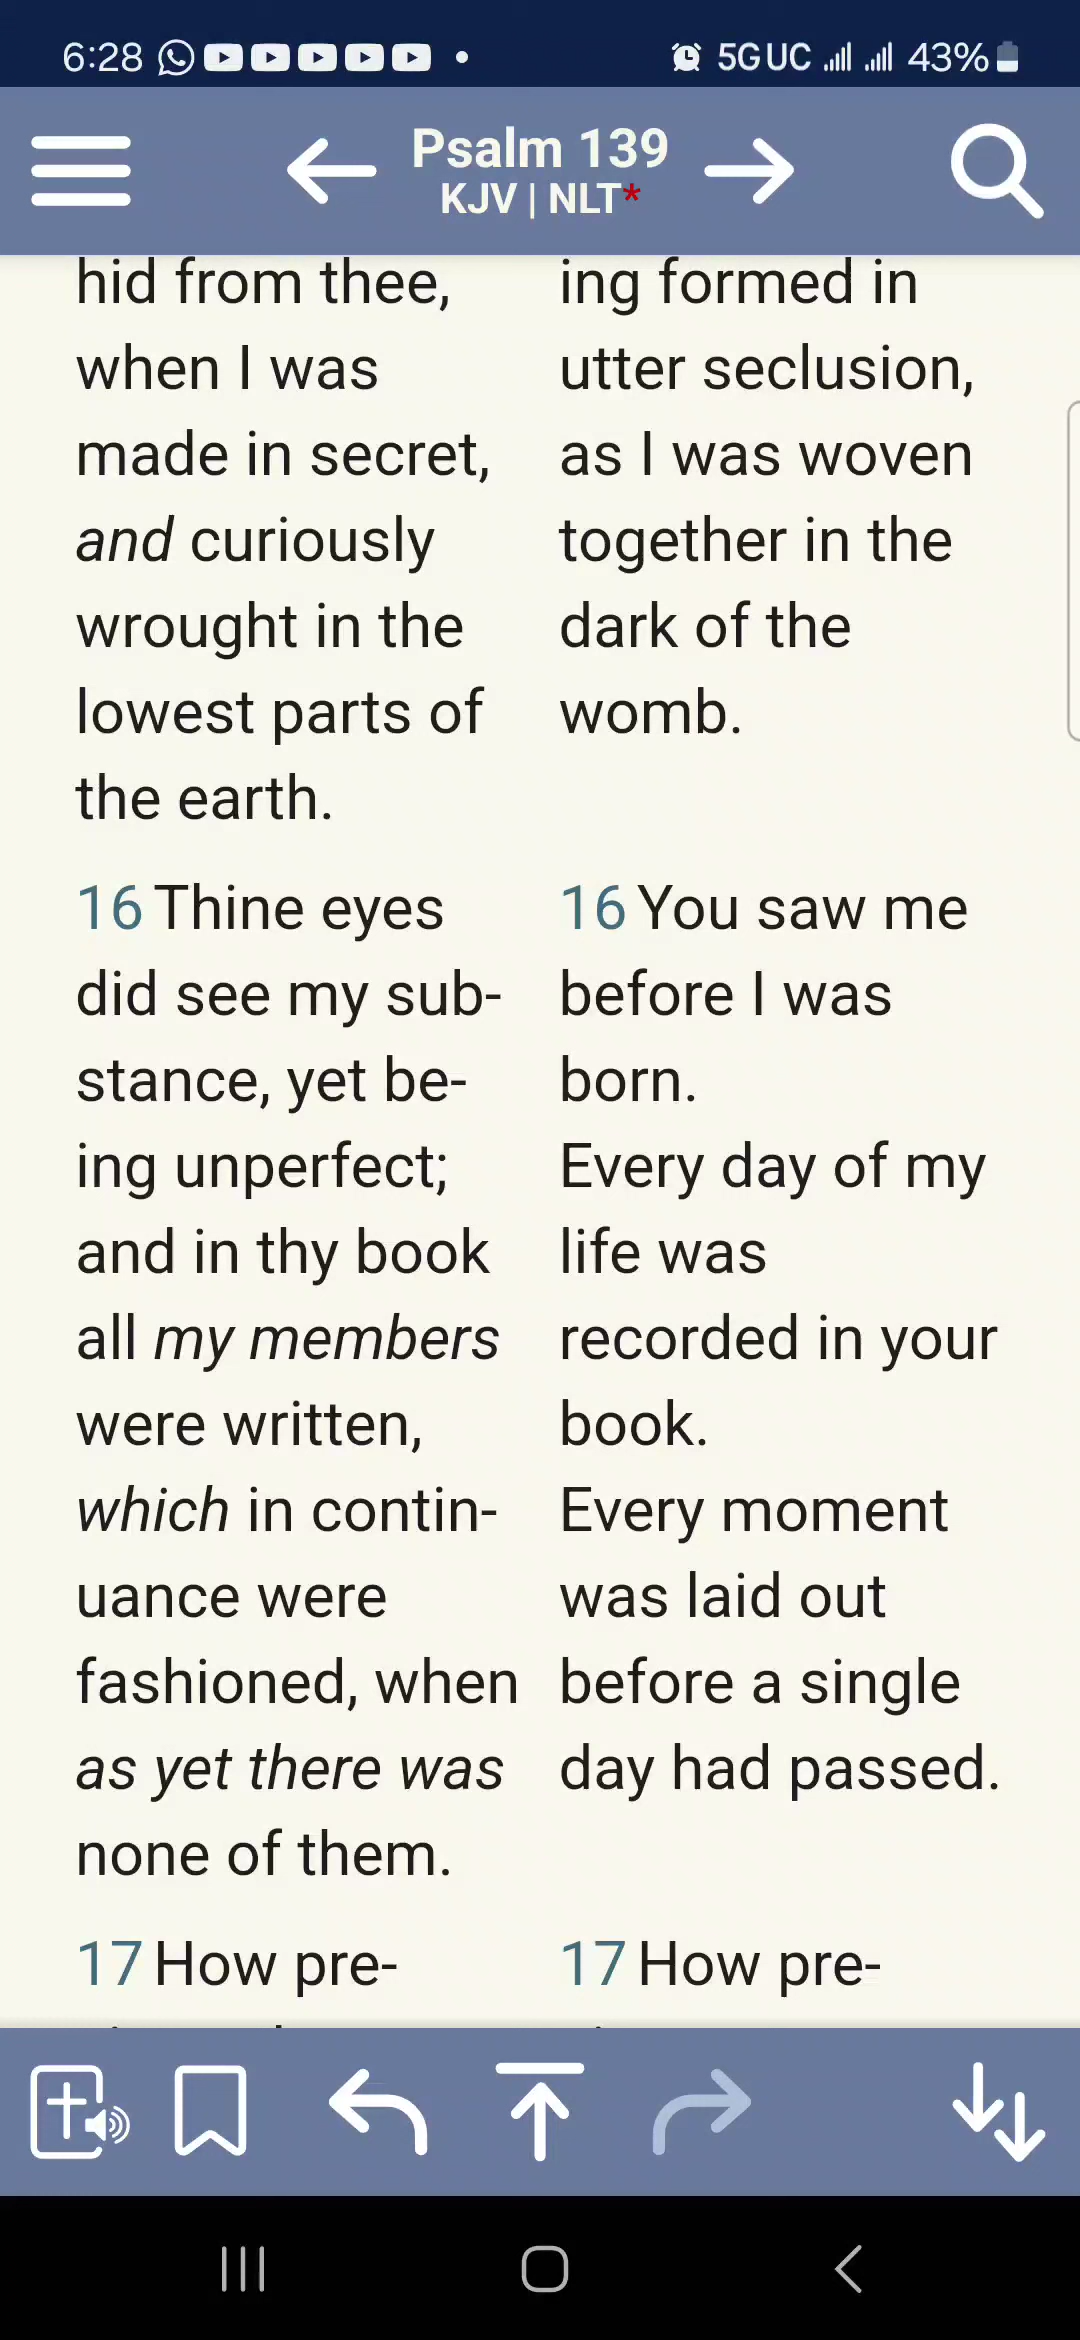 6:28 5G UC 43%
Psalm 139
KJV | NLT*
hid from thee,
when I was
made in secret,
and curiously
wrought in the
lowest parts of
the earth.
16 Thine eyes
did see my sub-
stance, yet be-
ing unperfect;
and in thy book
all my members
were written,
which in contin-
uance were
fashioned, when
as yet there was
none of them.
17 How pre-
ing formed in
utter seclusion,
as I was woven
together in the
dark of the
womb.
16 You saw me
before I was
born.
Every day of my
life was
recorded in your
book.
Every moment
was laid out
before a single
day had passed.
17 How pre-